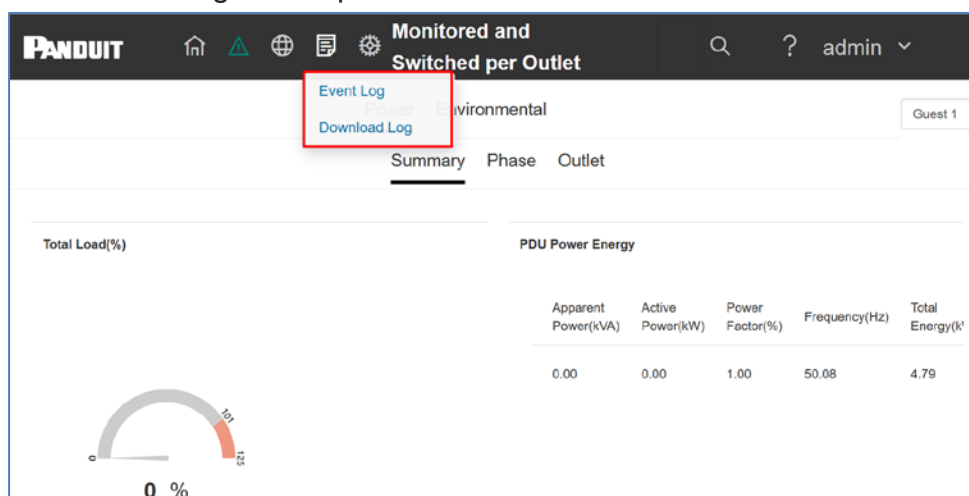 PANDUIT
Monitored and
Switched per Outlet
? admin
Event Log
Download Log
Power Environmental
Guest 1
Summary Phase Outlet
Total Load(%)
PDU Power Energy
Apparent Power(kVA) Active Power(kW) Power Factor(%) Frequency(Hz) Total
0.00 0.00 1.00 50.08 4.79
0 101 125
0 %